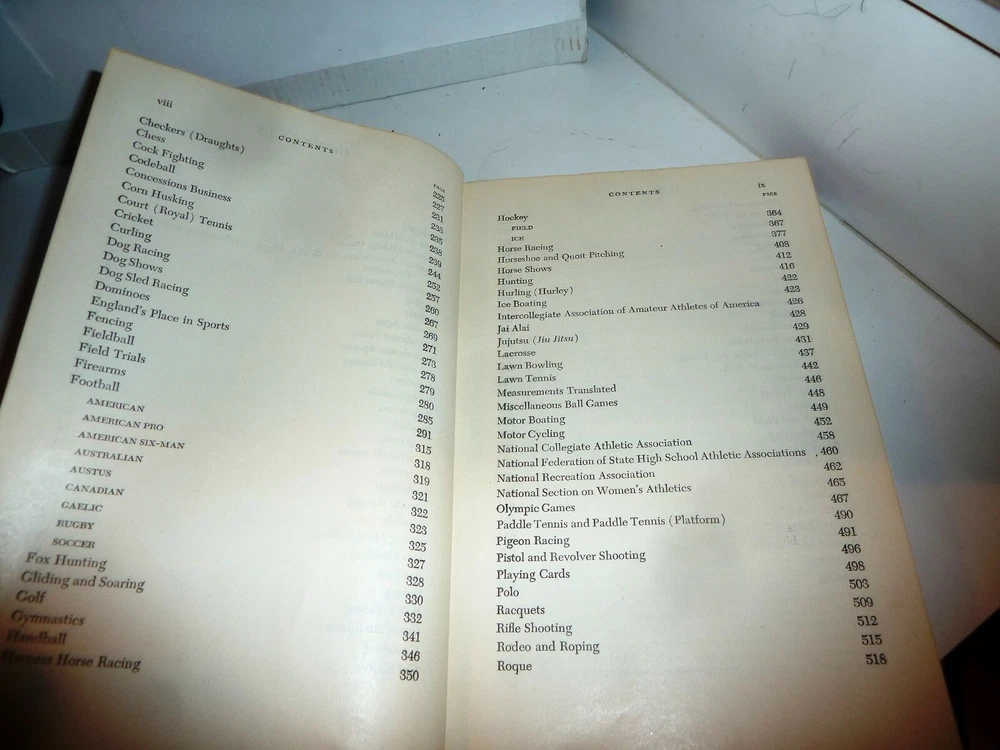 viii
CONTENTS
PAGE
Checkers (Draughts) 225
Chess 227
Cock Fighting 231
Codeball 233
Concessions Business 235
Corn Husking 238
Court (Royal) Tennis 239
Cricket 244
Curling 252
Dog Racing 257
Dog Shows 260
Dog Sled Racing 267
Dominoes 269
England's Place in Sports 271
Fencing 273
Fieldball 278
Field Trials 279
Firearms 280
Football 285
AMERICAN 291
AMERICAN PRO 315
AMERICAN SIX-MAN 318
AUSTRALIAN 319
AUSTUS 321
CANADIAN 322
GAELIC 323
RUGBY 325
SOCCER 327
Fox Hunting 328
Gliding and Soaring 330
Golf 332
Gymnastics 341
Handball 346
Harness Horse Racing 350
CONTENTS
ix
PAGE
Hockey
FIELD 364
ICE 367
Horse Racing 377
Horseshoe and Quoit Pitching 408
Horse Shows 412
Hunting 416
Hurling (Hurley) 422
Ice Boating 423
Intercollegiate Association of Amateur Athletes of America 426
Jai Alai 428
Jujutsu (Jiu Jitsu) 429
Lacrosse 431
Lawn Bowling 437
Lawn Tennis 442
Measurements Translated 446
Miscellaneous Ball Games 448
Motor Boating 449
Motor Cycling 452
National Collegiate Athletic Association 458
National Federation of State High School Athletic Associations . 460
National Recreation Association 462
National Section on Women's Athletics 465
Olympic Games 467
Paddle Tennis and Paddle Tennis (Platform) 490
Pigeon Racing 491
Pistol and Revolver Shooting 496
Playing Cards 498
Polo 503
Racquets 509
Rifle Shooting 512
Rodeo and Roping 515
Roque 518